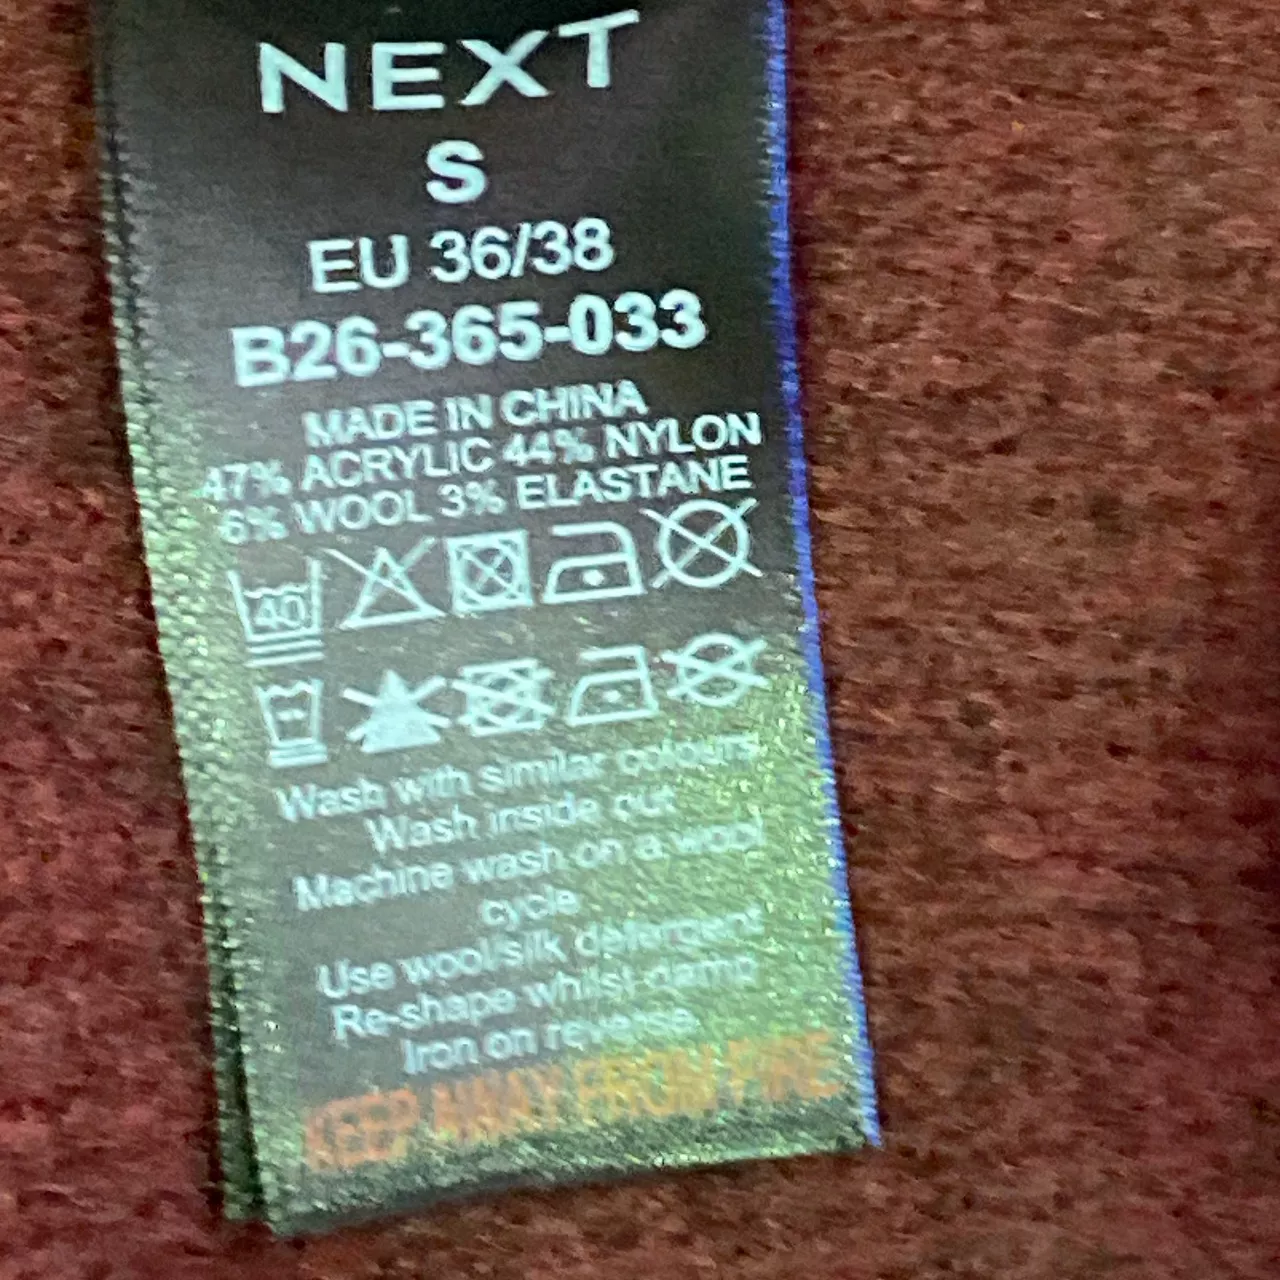 NEXT
S
EU 36/38
B26-365-033
MADE IN CHINA
47% ACRYLIC 44% NYLON
6% WOOL 3% ELASTANE
40
Wash with similar colours
Wash inside out
Machine wash on a wool
cycle
Use wool/silk detergent
Re-shape whilst damp
Iron on reverse
KEEP AWAY FROM FIRE